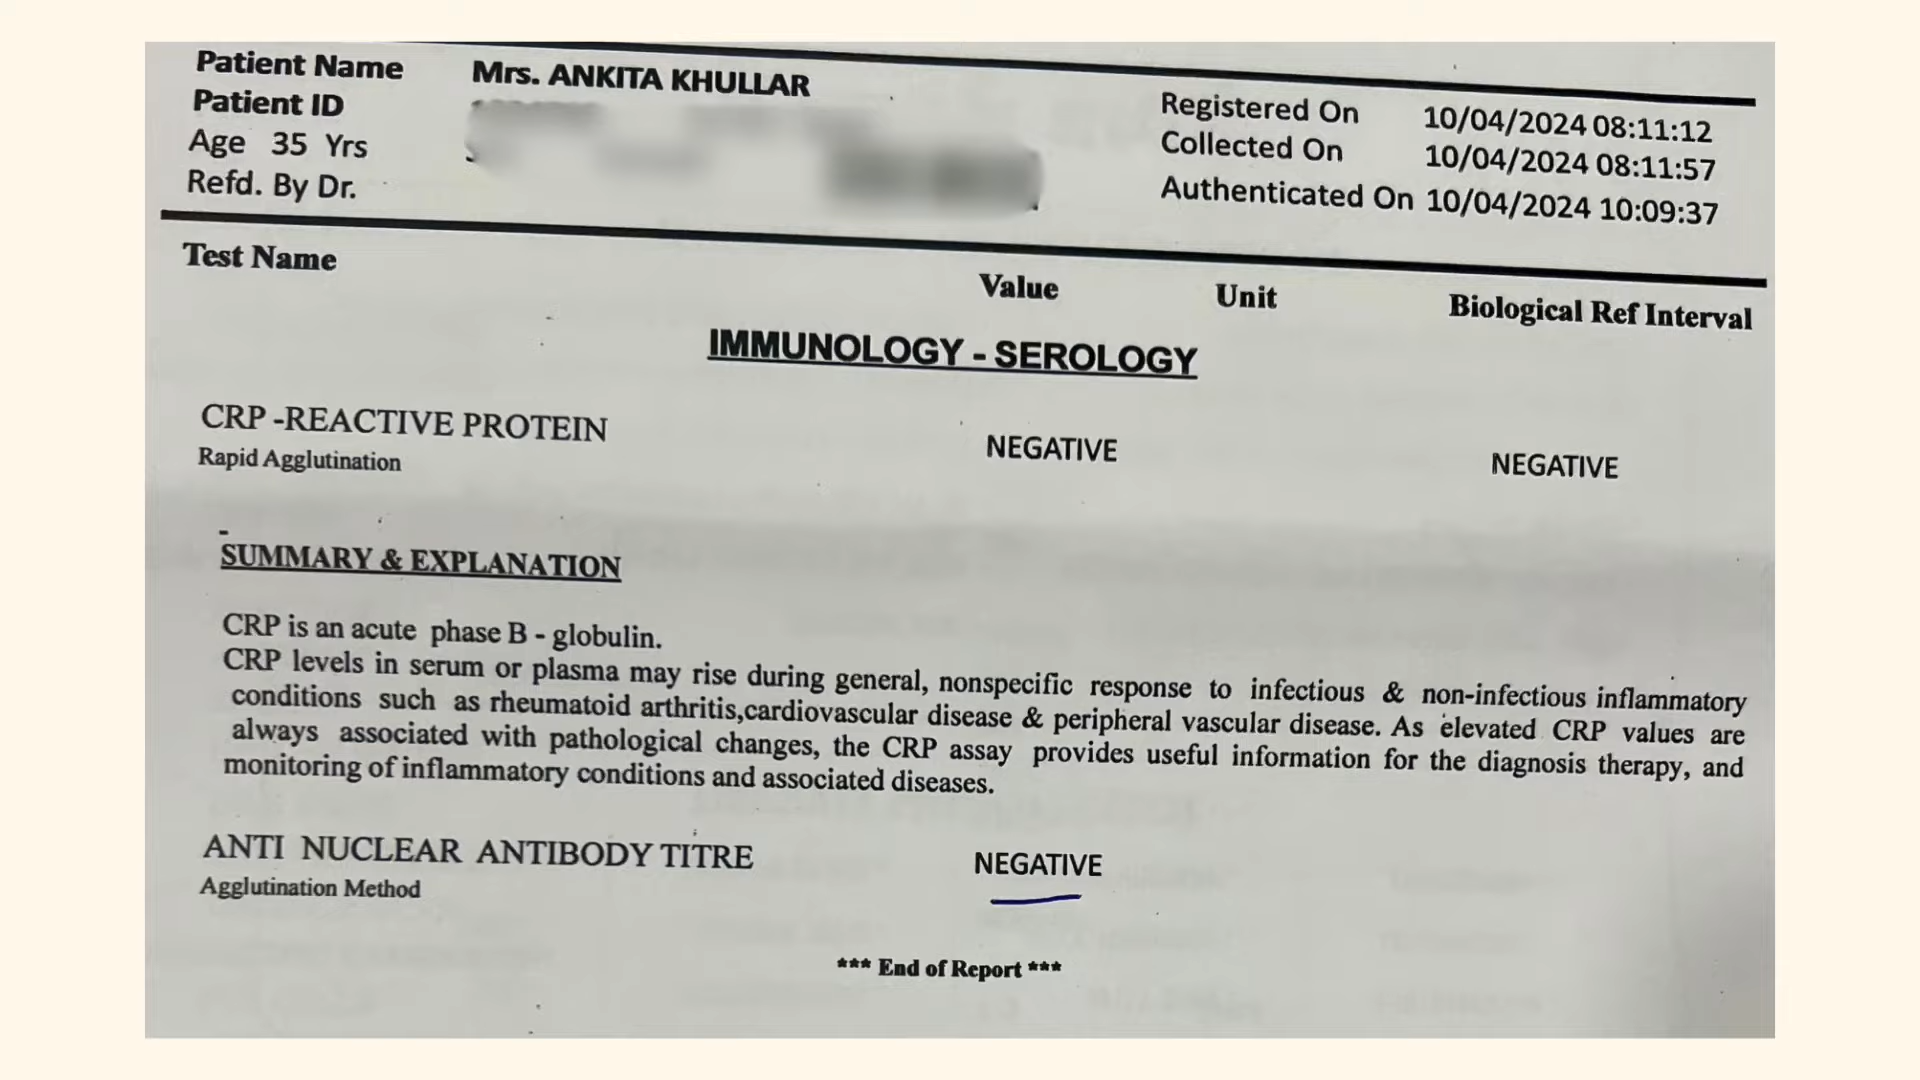 Patient Name Mrs. ANKITA KHULLAR
Patient ID
Age 35 Yrs
Refd. By Dr.
Registered On 10/04/2024 08:11:12
Collected On 10/04/2024 08:11:57
Authenticated On 10/04/2024 10:09:37
Test Name Value Unit Biological Ref Interval
IMMUNOLOGY - SEROLOGY
CRP -REACTIVE PROTEIN NEGATIVE NEGATIVE
Rapid Agglutination
SUMMARY & EXPLANATION
CRP is an acute phase B - globulin.
CRP levels in serum or plasma may rise during general, nonspecific response to infectious & non-infectious inflammatory
conditions such as rheumatoid arthritis,cardiovascular disease & peripheral vascular disease. As elevated CRP values are
always associated with pathological changes, the CRP assay provides useful information for the diagnosis therapy, and
monitoring of inflammatory conditions and associated diseases.
ANTI NUCLEAR ANTIBODY TITRE NEGATIVE
Agglutination Method
*** End of Report ***